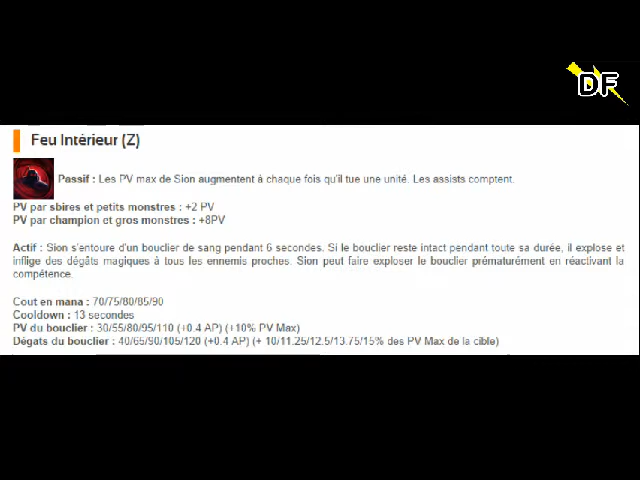 DF
Feu Intérieur (Z)
Passif : Les PV max de Sion augmentent à chaque fois qu'il tue une unité. Les assists comptent.
PV par sbires et petits monstres : +2 PV
PV par champion et gros monstres : +8PV
Actif : Sion s'entoure d'un bouclier de sang pendant 6 secondes. Si le bouclier reste intact pendant toute sa durée, il explose et
inflige des dégâts magiques à tous les ennemis proches. Sion peut faire exploser le bouclier prématurément en réactivant la
compétence.
Cout en mana : 70/75/80/85/90
Cooldown : 13 secondes
PV du bouclier : 30/55/80/95/110 (+0.4 AP) (+10% PV Max)
Dégats du bouclier : 40/65/90/105/120 (+0.4 AP) (+ 10/11.25/12.5/13.75/15% des PV Max de la cible)